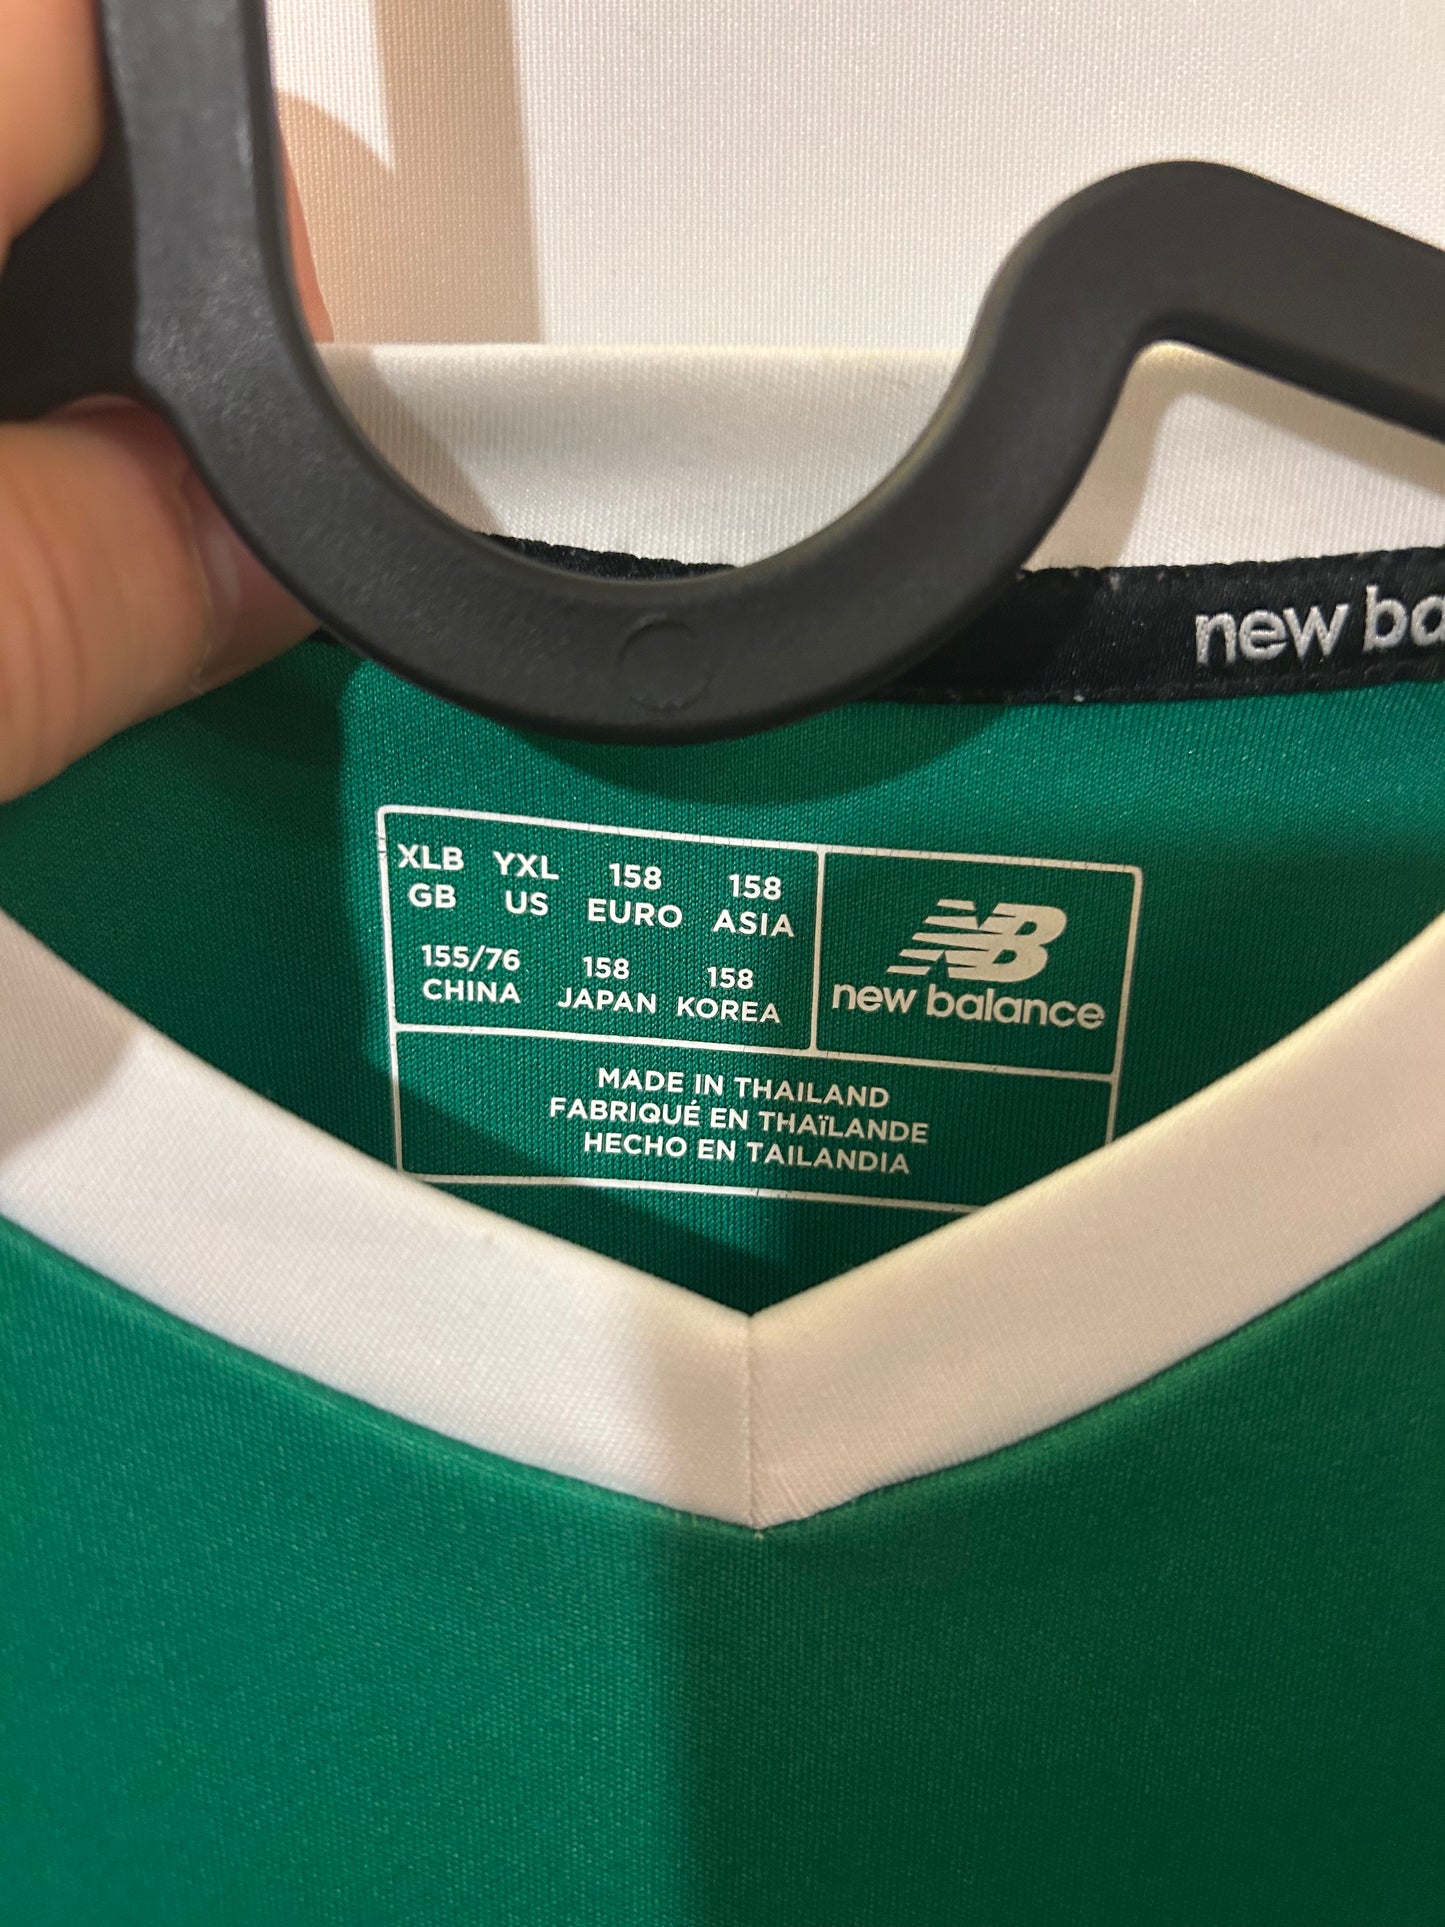 new ba
XLB YXL 158 158
GB US EURO ASIA
155/76 158 158
CHINA JAPAN KOREA
NB
new balance
MADE IN THAILAND
FABRIQUÉ EN THAïLANDE
HECHO EN TAILANDIA